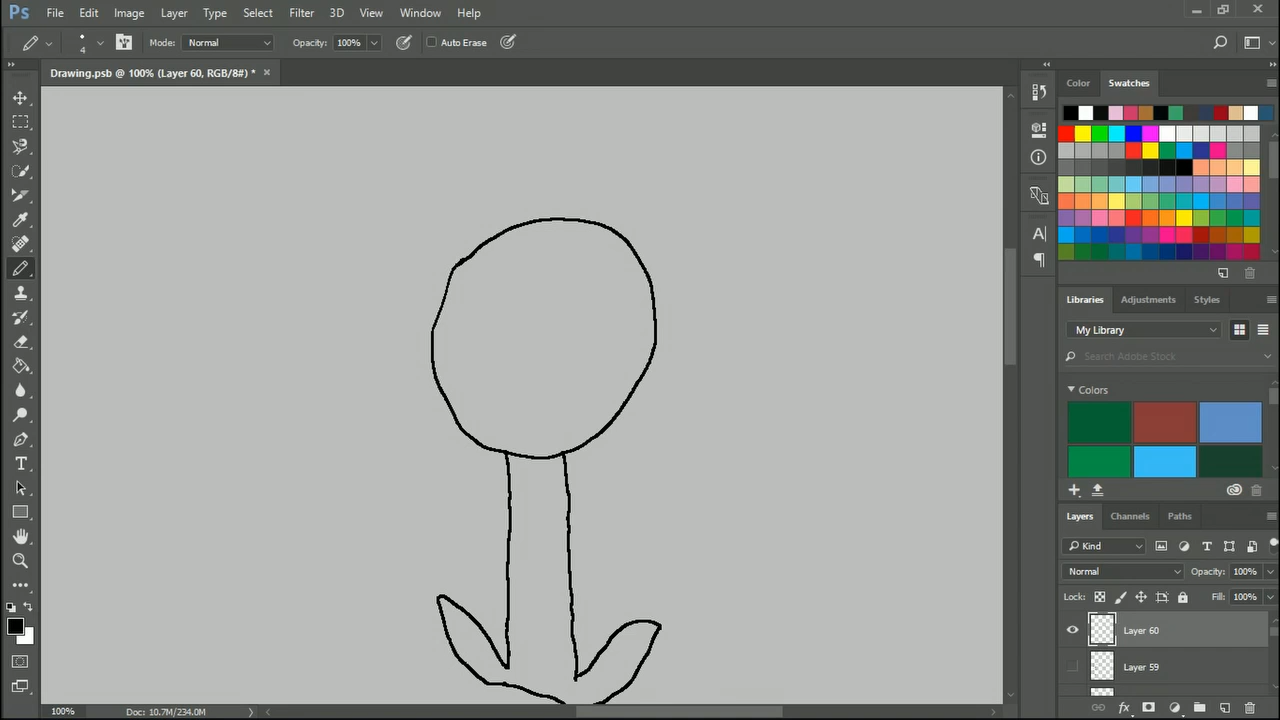 Ps File Edit Image Layer Type Select Filter 3D View Window Help
4 Mode: Normal Opacity: 100% Auto Erase
Drawing.psb @ 100% (Layer 60, RGB/8#) * ×
Color Swatches
Libraries Adjustments Styles
My Library
Search Adobe Stock
Colors
Layers Channels Paths
Kind
Normal Opacity: 100%
Lock: Fill: 100%
Layer 60
Layer 59
100% Doc: 10.7M/234.0M